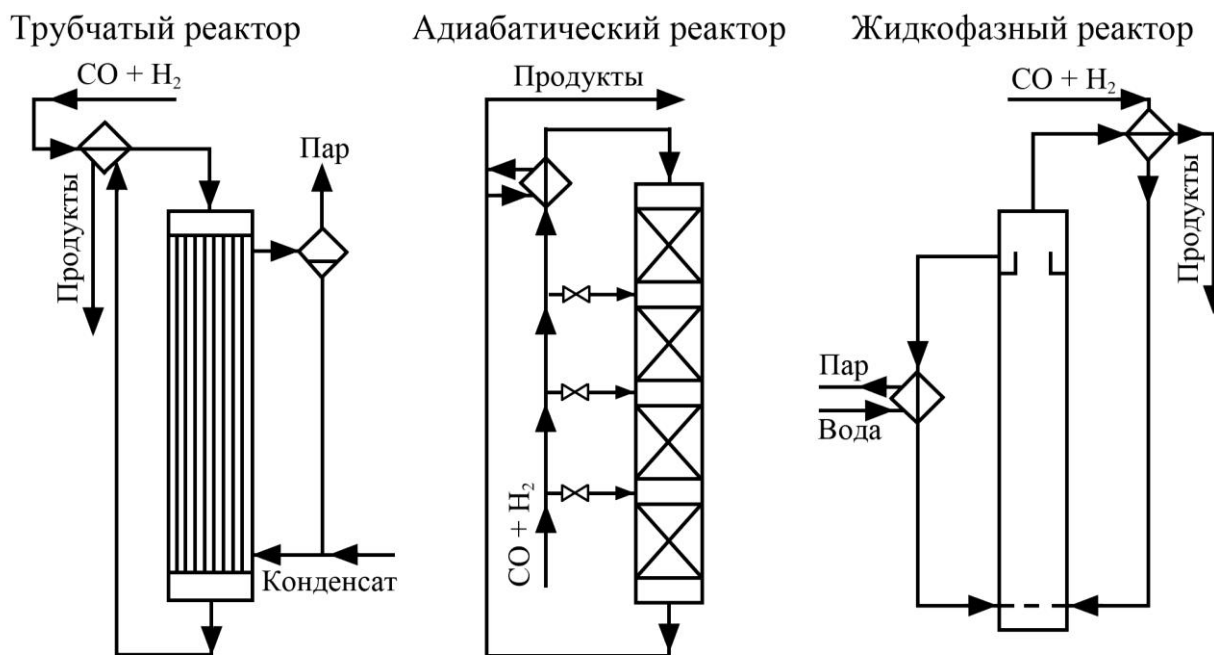 Трубчатый реактор
CO + H₂
Пар
Продукты
Конденсат
Адиабатический реактор
Продукты
CO + H₂
Жидкофазный реактор
CO + H₂
Продукты
Пар
Вода